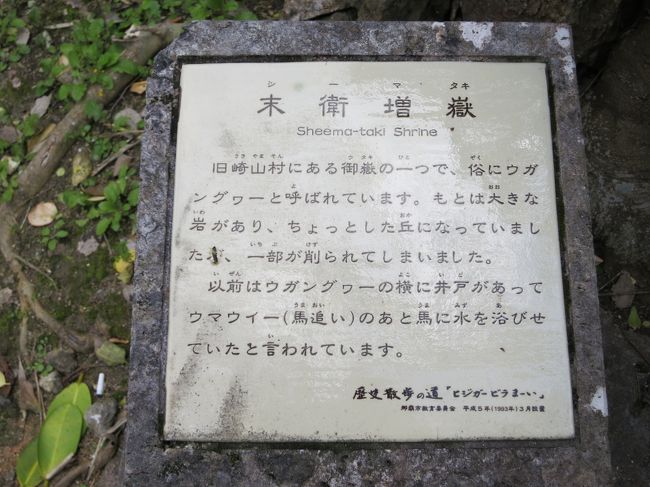 シーマタキ
末衛増嶽
Sheema-taki Shrine
旧崎山村にある御嶽の一つで、俗にウガ
ングヮーと呼ばれています。もとは大きな
岩があり、ちょっとした丘になっていまし
たが、一部が削られてしまいました。
以前はウガングヮーの横に井戸があって
ウマウイー(馬追い)のあと馬に水を浴びせ
ていたと言われています。
歴史散歩の道「ヒジガービラまーい」
那覇市教育委員会 平成5年(1993年)3月設置